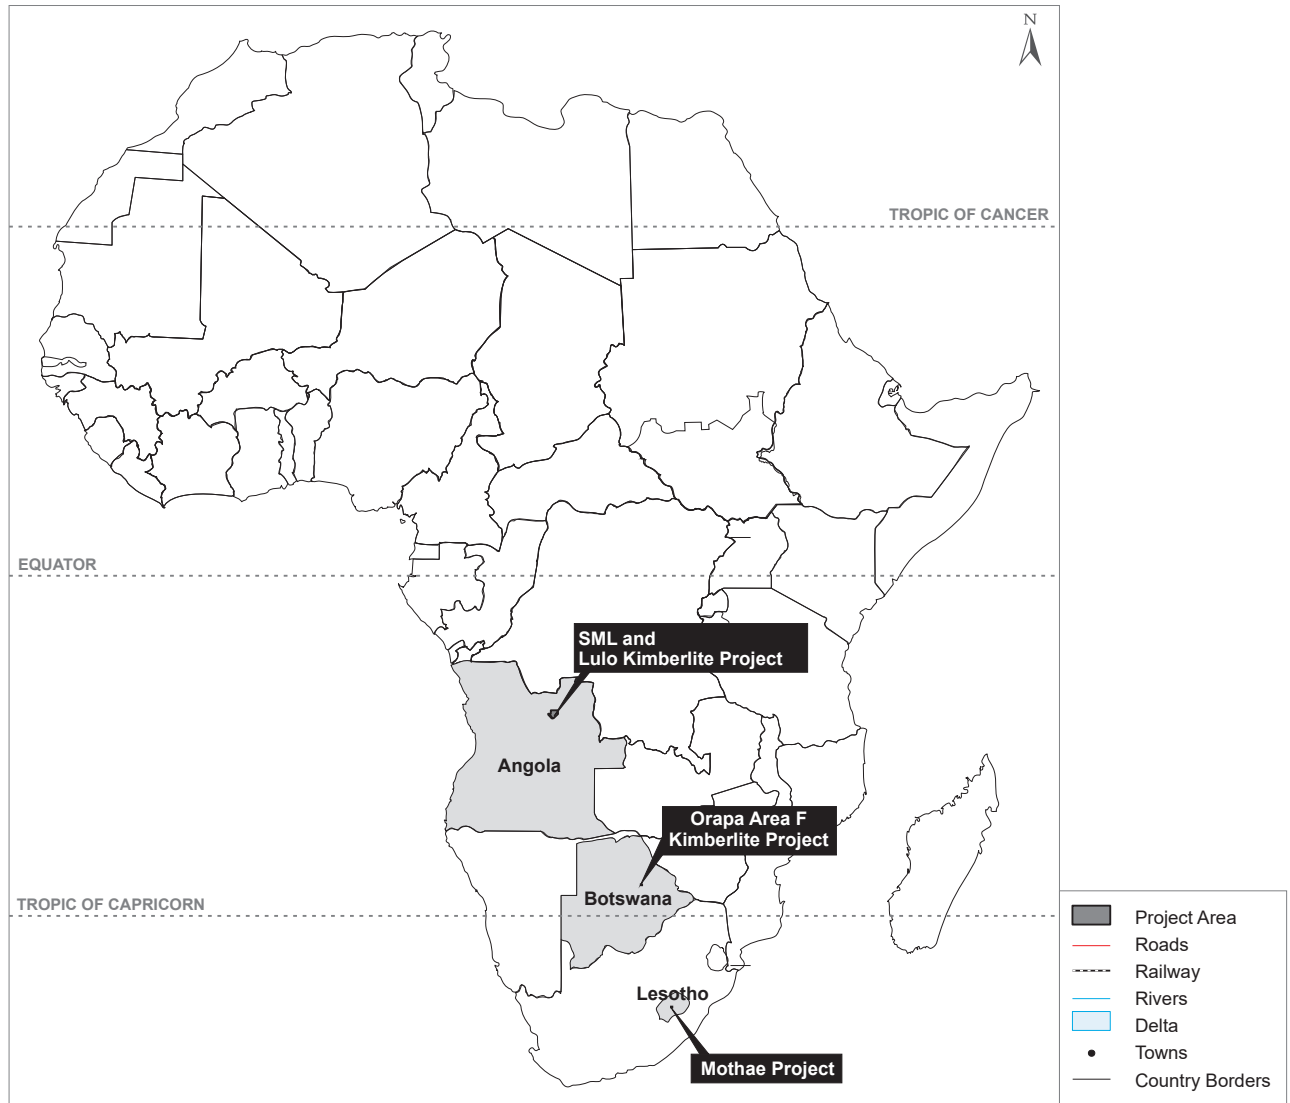 N
TROPIC OF CANCER
EQUATOR
SML and
Lulo Kimberlite Project
Angola
Orapa Area F
Kimberlite Project
Botswana
TROPIC OF CAPRICORN
Lesotho
Mothae Project
Project Area
Roads
Railway
Rivers
Delta
Towns
Country Borders